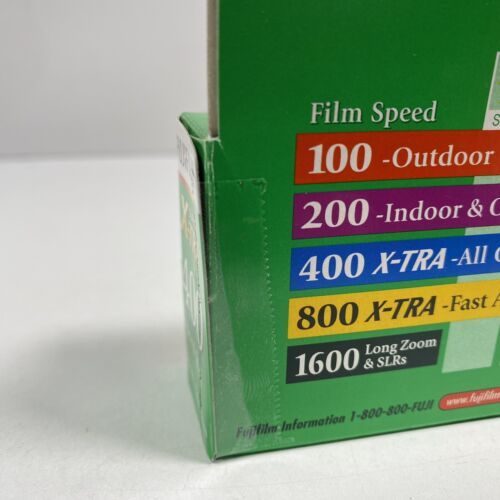 Film Speed
100 -Outdoor
200 -Indoor &
400 X-TRA -All
800 X-TRA -Fast
1600 Long Zoom
& SLRs
Fujifilm Information 1-800-800-FUJI
www.fujifilm